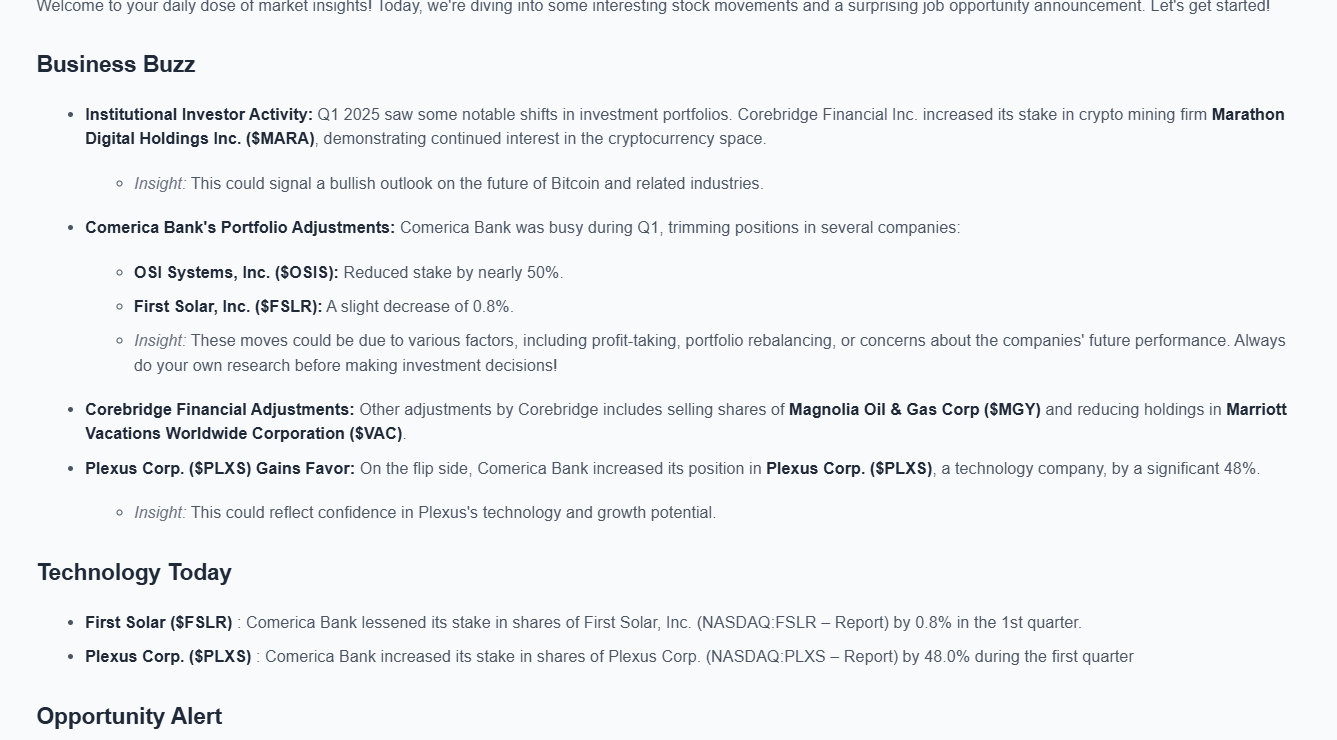 Welcome to your daily dose of market insights! Today, we're diving into some interesting stock movements and a surprising job opportunity announcement. Let's get started!
Business Buzz
Institutional Investor Activity: Q1 2025 saw some notable shifts in investment portfolios. Corebridge Financial Inc. increased its stake in crypto mining firm Marathon
Digital Holdings Inc. ($MARA), demonstrating continued interest in the cryptocurrency space.
Insight: This could signal a bullish outlook on the future of Bitcoin and related industries.
Comerica Bank's Portfolio Adjustments: Comerica Bank was busy during Q1, trimming positions in several companies:
OSI Systems, Inc. ($OSIS): Reduced stake by nearly 50%.
First Solar, Inc. ($FSLR): A slight decrease of 0.8%.
Insight: These moves could be due to various factors, including profit-taking, portfolio rebalancing, or concerns about the companies' future performance. Always
do your own research before making investment decisions!
Corebridge Financial Adjustments: Other adjustments by Corebridge includes selling shares of Magnolia Oil & Gas Corp ($MGY) and reducing holdings in Marriott
Vacations Worldwide Corporation ($VAC).
Plexus Corp. ($PLXS) Gains Favor: On the flip side, Comerica Bank increased its position in Plexus Corp. ($PLXS), a technology company, by a significant 48%.
Insight: This could reflect confidence in Plexus's technology and growth potential.
Technology Today
First Solar ($FSLR) : Comerica Bank lessened its stake in shares of First Solar, Inc. (NASDAQ:FSLR – Report) by 0.8% in the 1st quarter.
Plexus Corp. ($PLXS) : Comerica Bank increased its stake in shares of Plexus Corp. (NASDAQ:PLXS – Report) by 48.0% during the first quarter
Opportunity Alert